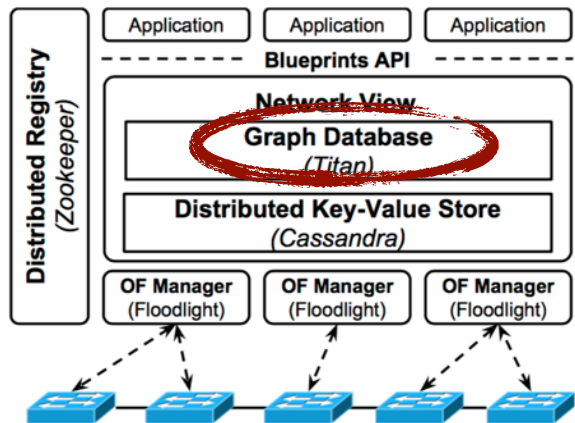 Distributed Registry
(Zookeeper)
Application
Application
Application
Blueprints API
Network View
Graph Database
(Titan)
Distributed Key-Value Store
(Cassandra)
OF Manager
(Floodlight)
OF Manager
(Floodlight)
OF Manager
(Floodlight)